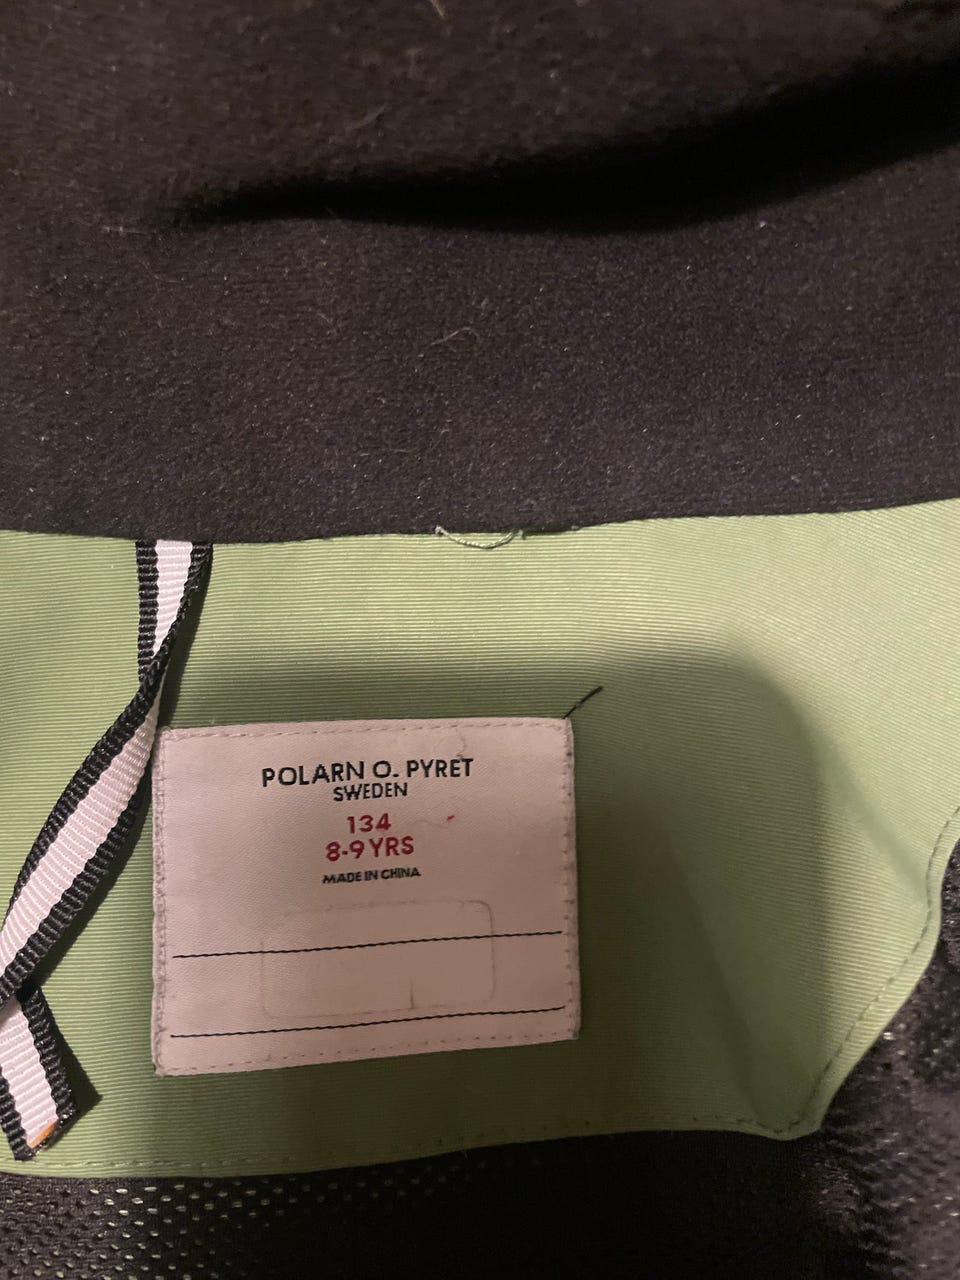 POLARN O. PYRET
SWEDEN
134
8-9 YRS
MADE IN CHINA